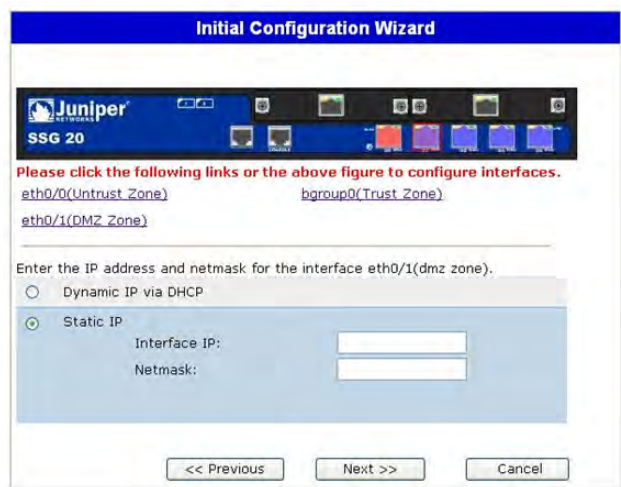 Initial Configuration Wizard
Juniper
NETWORKS
SSG 20
CONSOLE
Please click the following links or the above figure to configure interfaces.
eth0/0(Untrust Zone) bgroup0(Trust Zone)
eth0/1(DMZ Zone)
Enter the IP address and netmask for the interface eth0/1(dmz zone).
Dynamic IP via DHCP
Static IP
Interface IP:
Netmask:
<< Previous Next >> Cancel